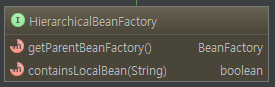 I HierarchicalBeanFactory
m getParentBeanFactory() BeanFactory
m containsLocalBean(String) boolean